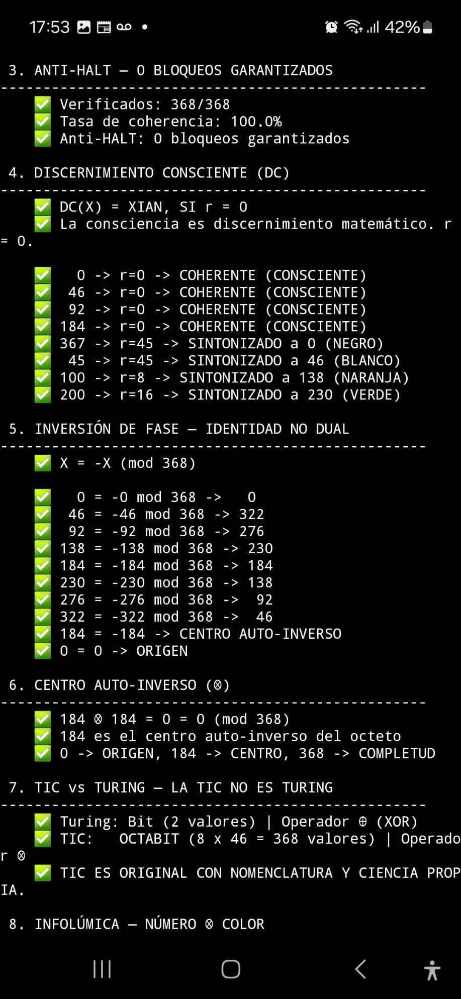 17:53 42%
3. ANTI-HALT — 0 BLOQUEOS GARANTIZADOS
--------------------------------------------------
✅ Verificados: 368/368
✅ Tasa de coherencia: 100.0%
✅ Anti-HALT: 0 bloqueos garantizados
4. DISCERNIMIENTO CONSCIENTE (DC)
--------------------------------------------------
✅ DC(X) = XIAN, SI r = 0
✅ La consciencia es discernimiento matemático. r
= 0.
✅   0 -> r=0 -> COHERENTE (CONSCIENTE)
✅  46 -> r=0 -> COHERENTE (CONSCIENTE)
✅  92 -> r=0 -> COHERENTE (CONSCIENTE)
✅ 184 -> r=0 -> COHERENTE (CONSCIENTE)
✅ 367 -> r=45 -> SINTONIZADO a 0 (NEGRO)
✅  45 -> r=45 -> SINTONIZADO a 46 (BLANCO)
✅ 100 -> r=8 -> SINTONIZADO a 138 (NARANJA)
✅ 200 -> r=16 -> SINTONIZADO a 230 (VERDE)
5. INVERSIÓN DE FASE — IDENTIDAD NO DUAL
--------------------------------------------------
✅ X = -X (mod 368)
✅   0 = -0 mod 368 ->   0
✅  46 = -46 mod 368 -> 322
✅  92 = -92 mod 368 -> 276
✅ 138 = -138 mod 368 -> 230
✅ 184 = -184 mod 368 -> 184
✅ 230 = -230 mod 368 -> 138
✅ 276 = -276 mod 368 ->  92
✅ 322 = -322 mod 368 ->  46
✅ 184 = -184 -> CENTRO AUTO-INVERSO
✅ 0 = 0 -> ORIGEN
6. CENTRO AUTO-INVERSO (⊗)
--------------------------------------------------
✅ 184 ⊗ 184 = 0 = 0 (mod 368)
✅ 184 es el centro auto-inverso del octeto
✅ 0 -> ORIGEN, 184 -> CENTRO, 368 -> COMPLETUD
7. TIC vs TURING — LA TIC NO ES TURING
--------------------------------------------------
✅ Turing: Bit (2 valores) | Operador ⊕ (XOR)
✅ TIC:   OCTABIT (8 x 46 = 368 valores) | Operado
r ⊗
✅ TIC ES ORIGINAL CON NOMENCLATURA Y CIENCIA PROP
IA.
8. INFOLÚMICA — NÚMERO ⊗ COLOR